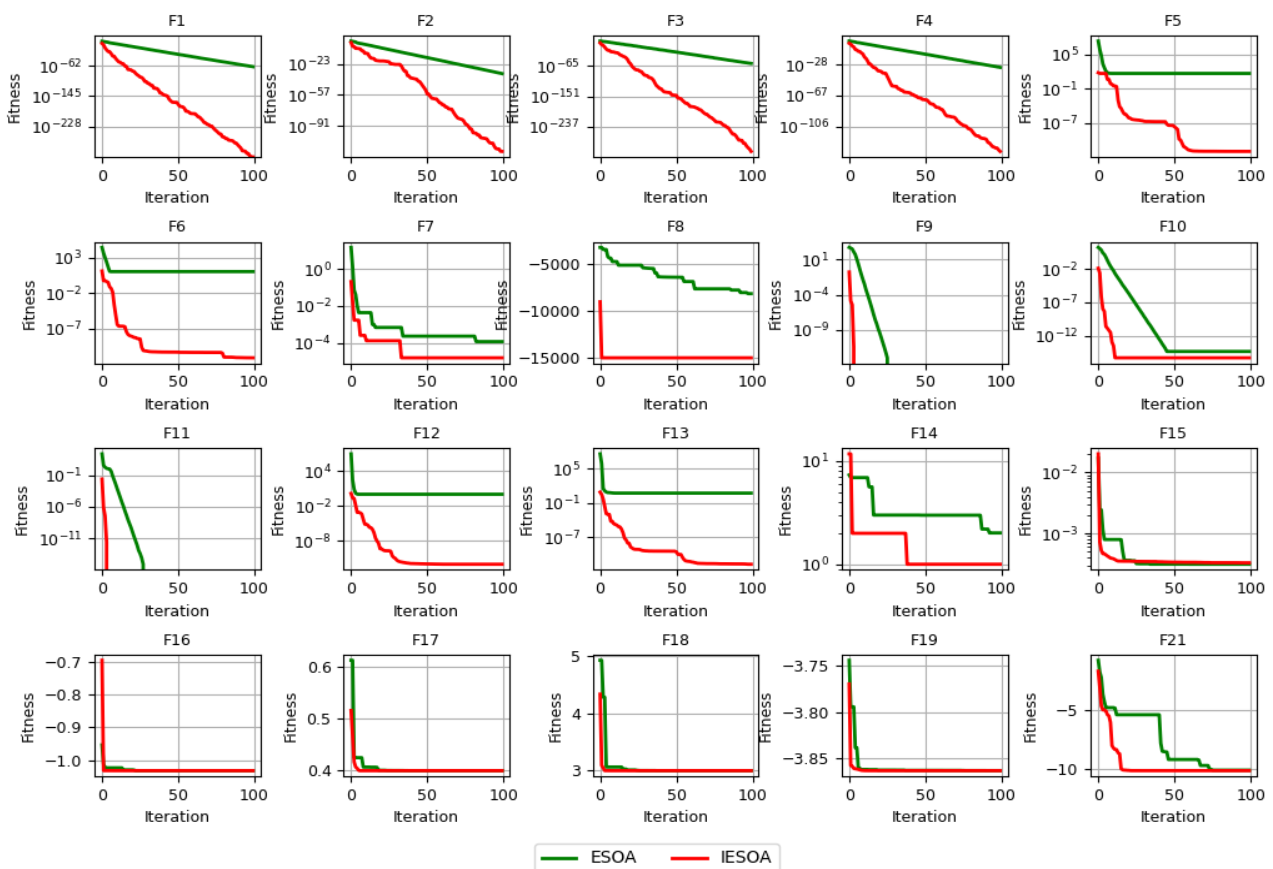 F1 F2 F3 F4 F5
Fitness 10^-62 10^-145 10^-228
Fitness 10^-23 10^-57 10^-91
Fitness 10^-65 10^-151 10^-237
Fitness 10^-28 10^-67 10^-106
Fitness 10^5 10^-1 10^-7
0 50 100 0 50 100 0 50 100 0 50 100 0 50 100
Iteration Iteration Iteration Iteration Iteration
F6 F7 F8 F9 F10
Fitness 10^3 10^-2 10^-7
Fitness 10^0 10^-2 10^-4
Fitness −5000 −10000 −15000
Fitness 10^1 10^-4 10^-9
Fitness 10^-2 10^-7 10^-12
0 50 100 0 50 100 0 50 100 0 50 100 0 50 100
Iteration Iteration Iteration Iteration Iteration
F11 F12 F13 F14 F15
Fitness 10^-1 10^-6 10^-11
Fitness 10^4 10^-2 10^-8
Fitness 10^5 10^-1 10^-7
Fitness 10^1 10^0
Fitness 10^-2 10^-3
0 50 100 0 50 100 0 50 100 0 50 100 0 50 100
Iteration Iteration Iteration Iteration Iteration
F16 F17 F18 F19 F21
Fitness −0.7 −0.8 −0.9 −1.0
Fitness 0.6 0.5 0.4
Fitness 5 4 3
Fitness −3.75 −3.80 −3.85
Fitness −5 −10
0 50 100 0 50 100 0 50 100 0 50 100 0 50 100
Iteration Iteration Iteration Iteration Iteration
ESOA IESOA